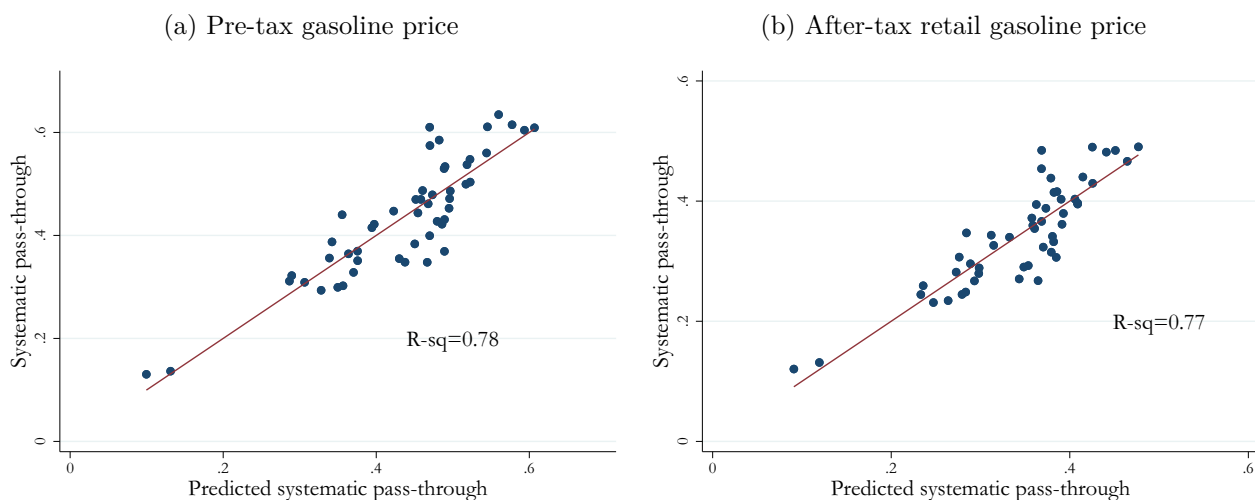 (a) Pre-tax gasoline price
Systematic pass-through
.6
.4
.2
0
R-sq=0.78
0 .2 .4 .6
Predicted systematic pass-through
(b) After-tax retail gasoline price
Systematic pass-through
.6
.4
.2
0
R-sq=0.77
0 .2 .4 .6
Predicted systematic pass-through